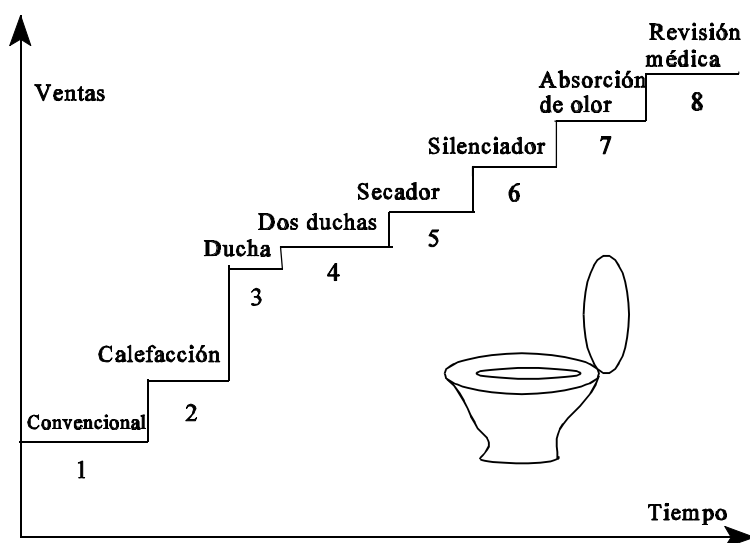 Revisión
médica
8
Ventas
Absorción
de olor
7
Silenciador
6
Secador
5
Dos duchas
4
Ducha
3
Calefacción
2
Convencional
1
Tiempo